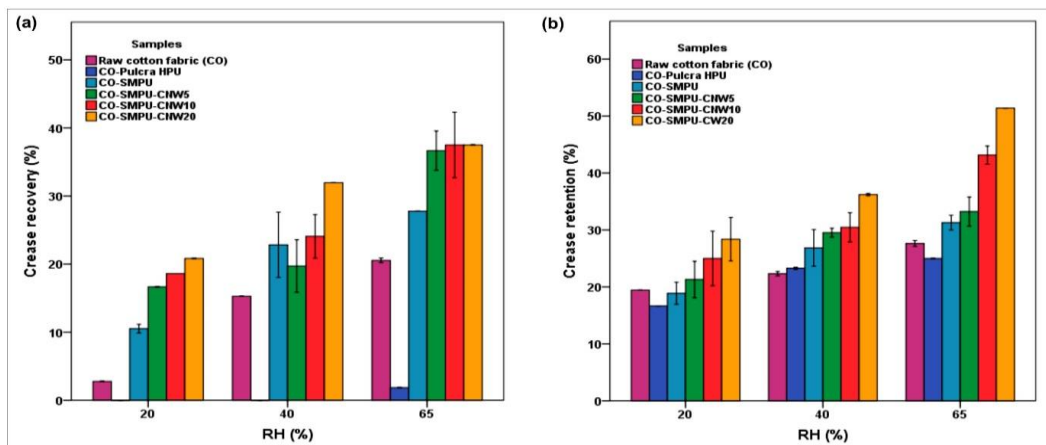 (a)
Samples
Raw cotton fabric (CO)
CO-Pulcra HPU
CO-SMPU
CO-SMPU-CNW5
CO-SMPU-CNW10
CO-SMPU-CNW20
Crease recovery (%)
50
40
30
20
10
0
20 40 65
RH (%)
(b)
Samples
Raw cotton fabric (CO)
CO-Pulcra HPU
CO-SMPU
CO-SMPU-CNW5
CO-SMPU-CNW10
CO-SMPU-CW20
Crease retention (%)
60
50
40
30
20
10
0
20 40 65
RH (%)